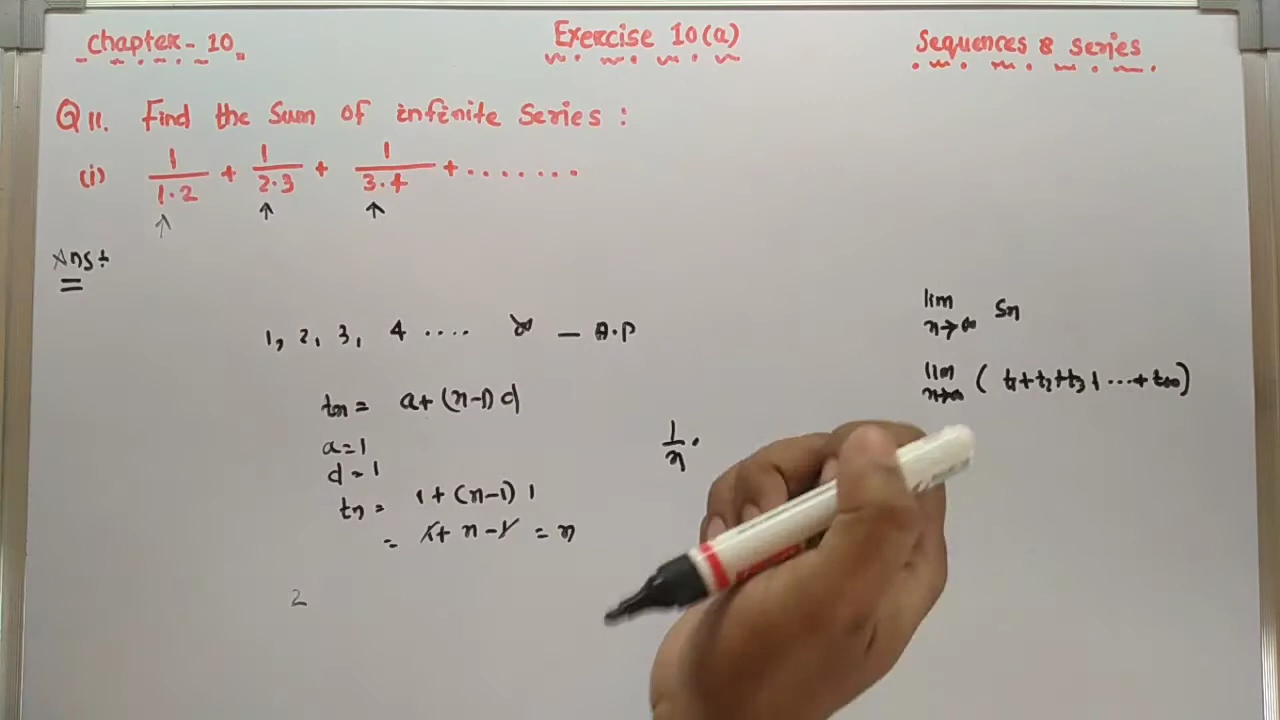 Chapter-10
Exercise 10(a)
Sequences & Series
Q11. Find the Sum of infinite Series :
(i) 1/1·2 + 1/2·3 + 1/3·4 + .......
Ans:
1, 2, 3, 4 .... ∞ — A.P
tn = a+(n-1)d
a=1
d=1
tn = 1+(n-1)1
= 1+n-1 = n
2
1/n ·
lim n→∞ Sn
lim n→∞ (t1+t2+t3+...+t∞)